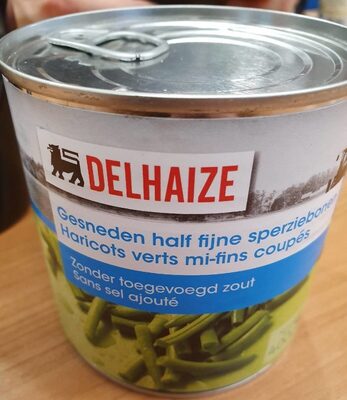 DELHAIZE
Gesneden half fijne sperziebonen
Haricots verts mi-fins coupés
Zonder toegevoegd zout
Sans sel ajouté